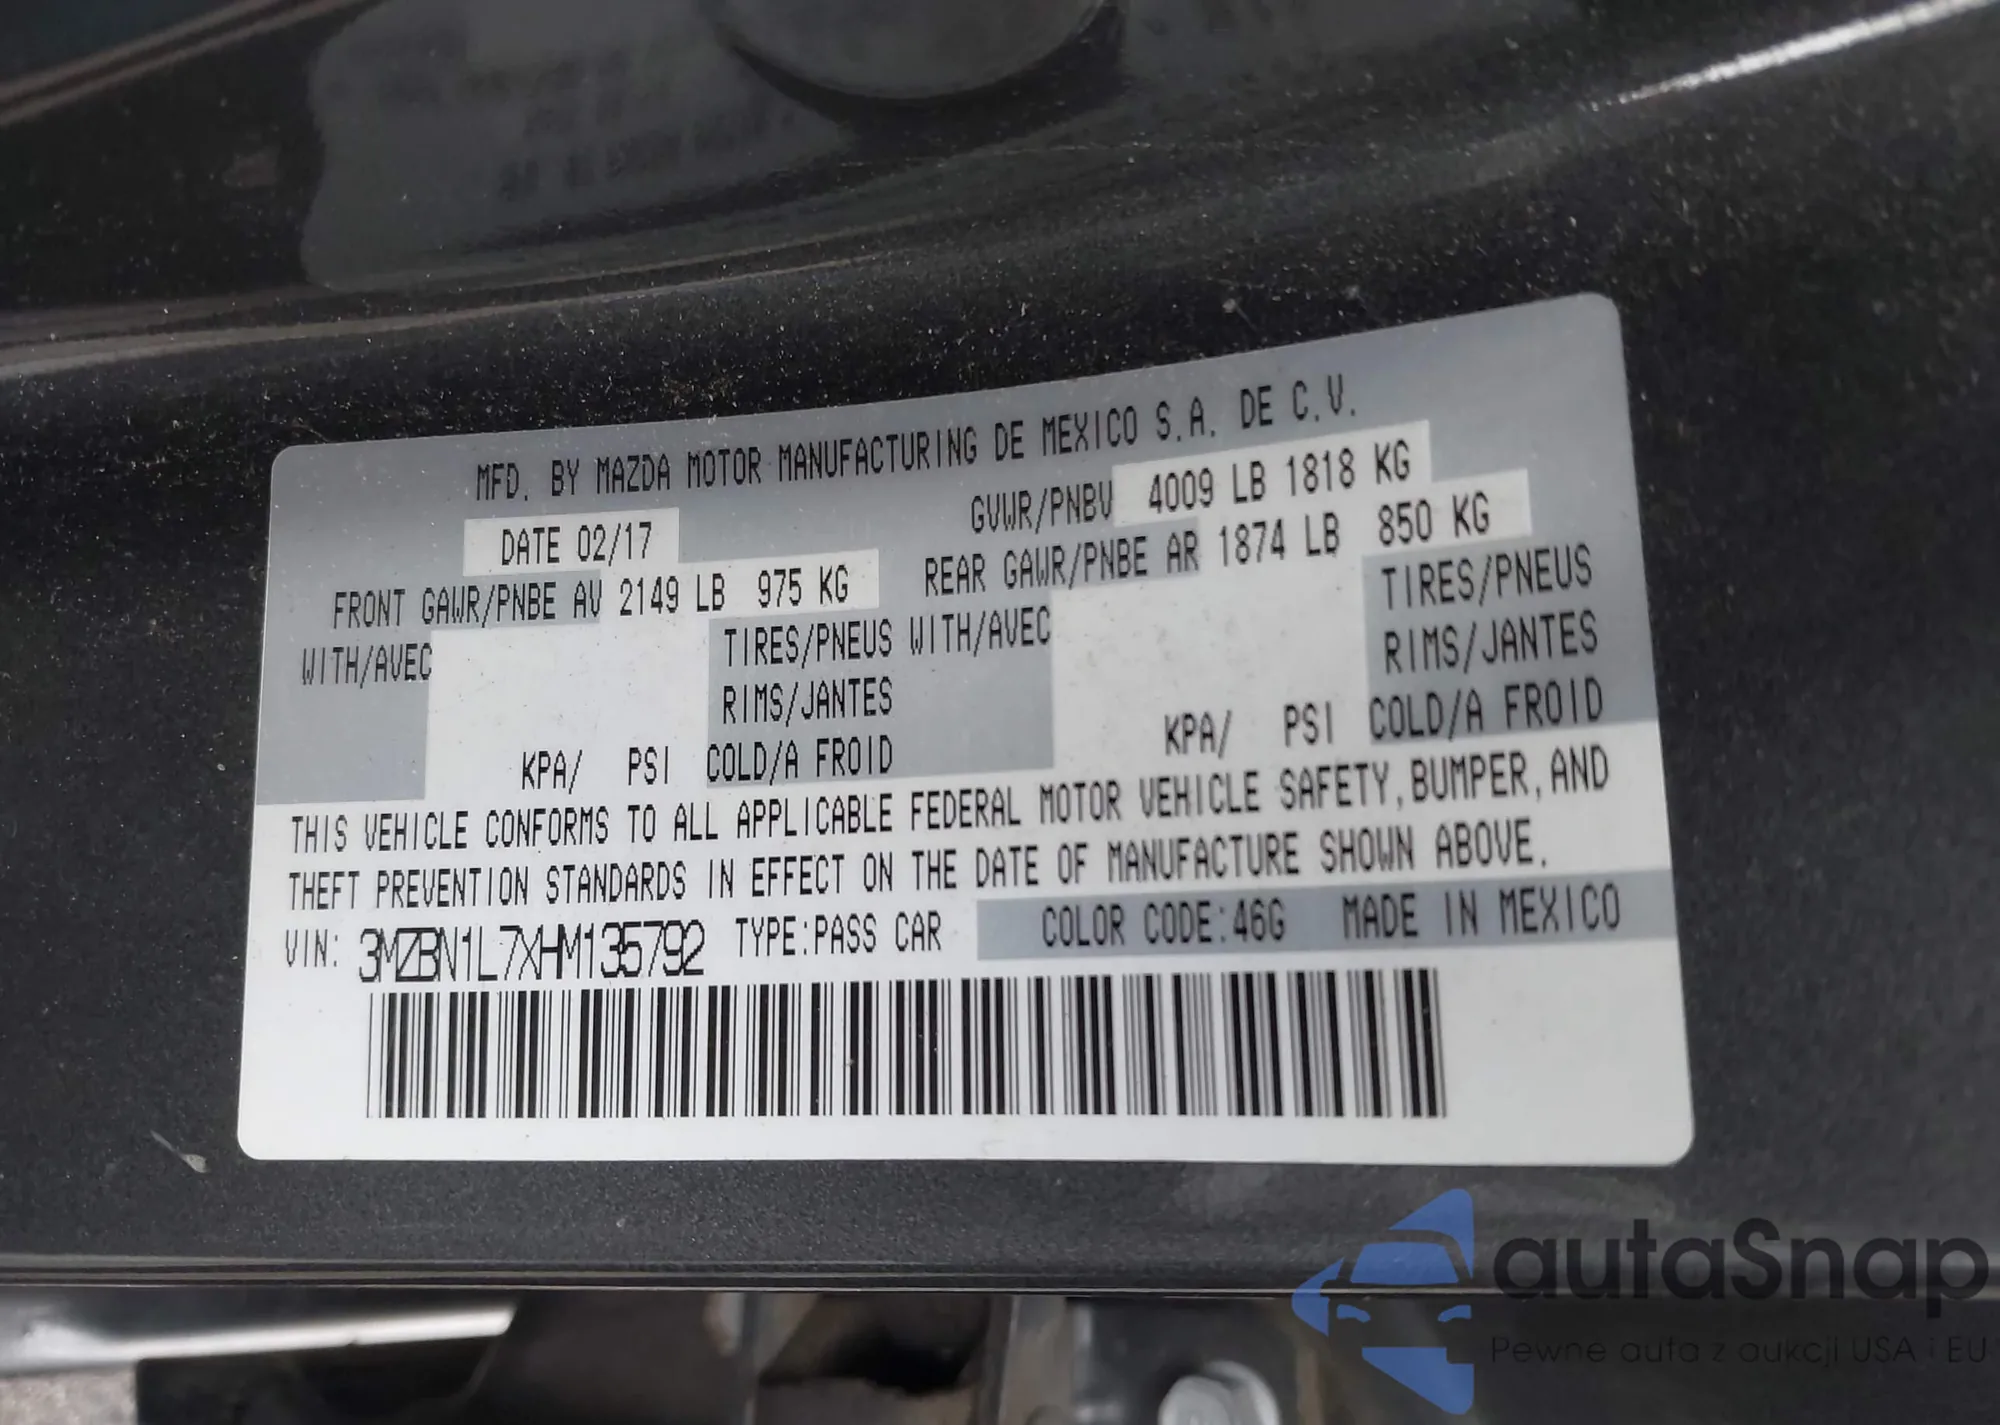 MFD. BY MAZDA MOTOR MANUFACTURING DE MEXICO S.A. DE C.V.
DATE 02/17 GVWR/PNBV 4009 LB 1818 KG
FRONT GAWR/PNBE AV 2149 LB 975 KG REAR GAWR/PNBE AR 1874 LB 850 KG
WITH/AVEC TIRES/PNEUS WITH/AVEC TIRES/PNEUS
RIMS/JANTES RIMS/JANTES
KPA/ PSI COLD/A FROID KPA/ PSI COLD/A FROID
THIS VEHICLE CONFORMS TO ALL APPLICABLE FEDERAL MOTOR VEHICLE SAFETY, BUMPER, AND
THEFT PREVENTION STANDARDS IN EFFECT ON THE DATE OF MANUFACTURE SHOWN ABOVE.
VIN: 3MZBN1L7XHM135792 TYPE:PASS CAR COLOR CODE:46G MADE IN MEXICO
autaSnap
Pewne auta z aukcji USA i EU